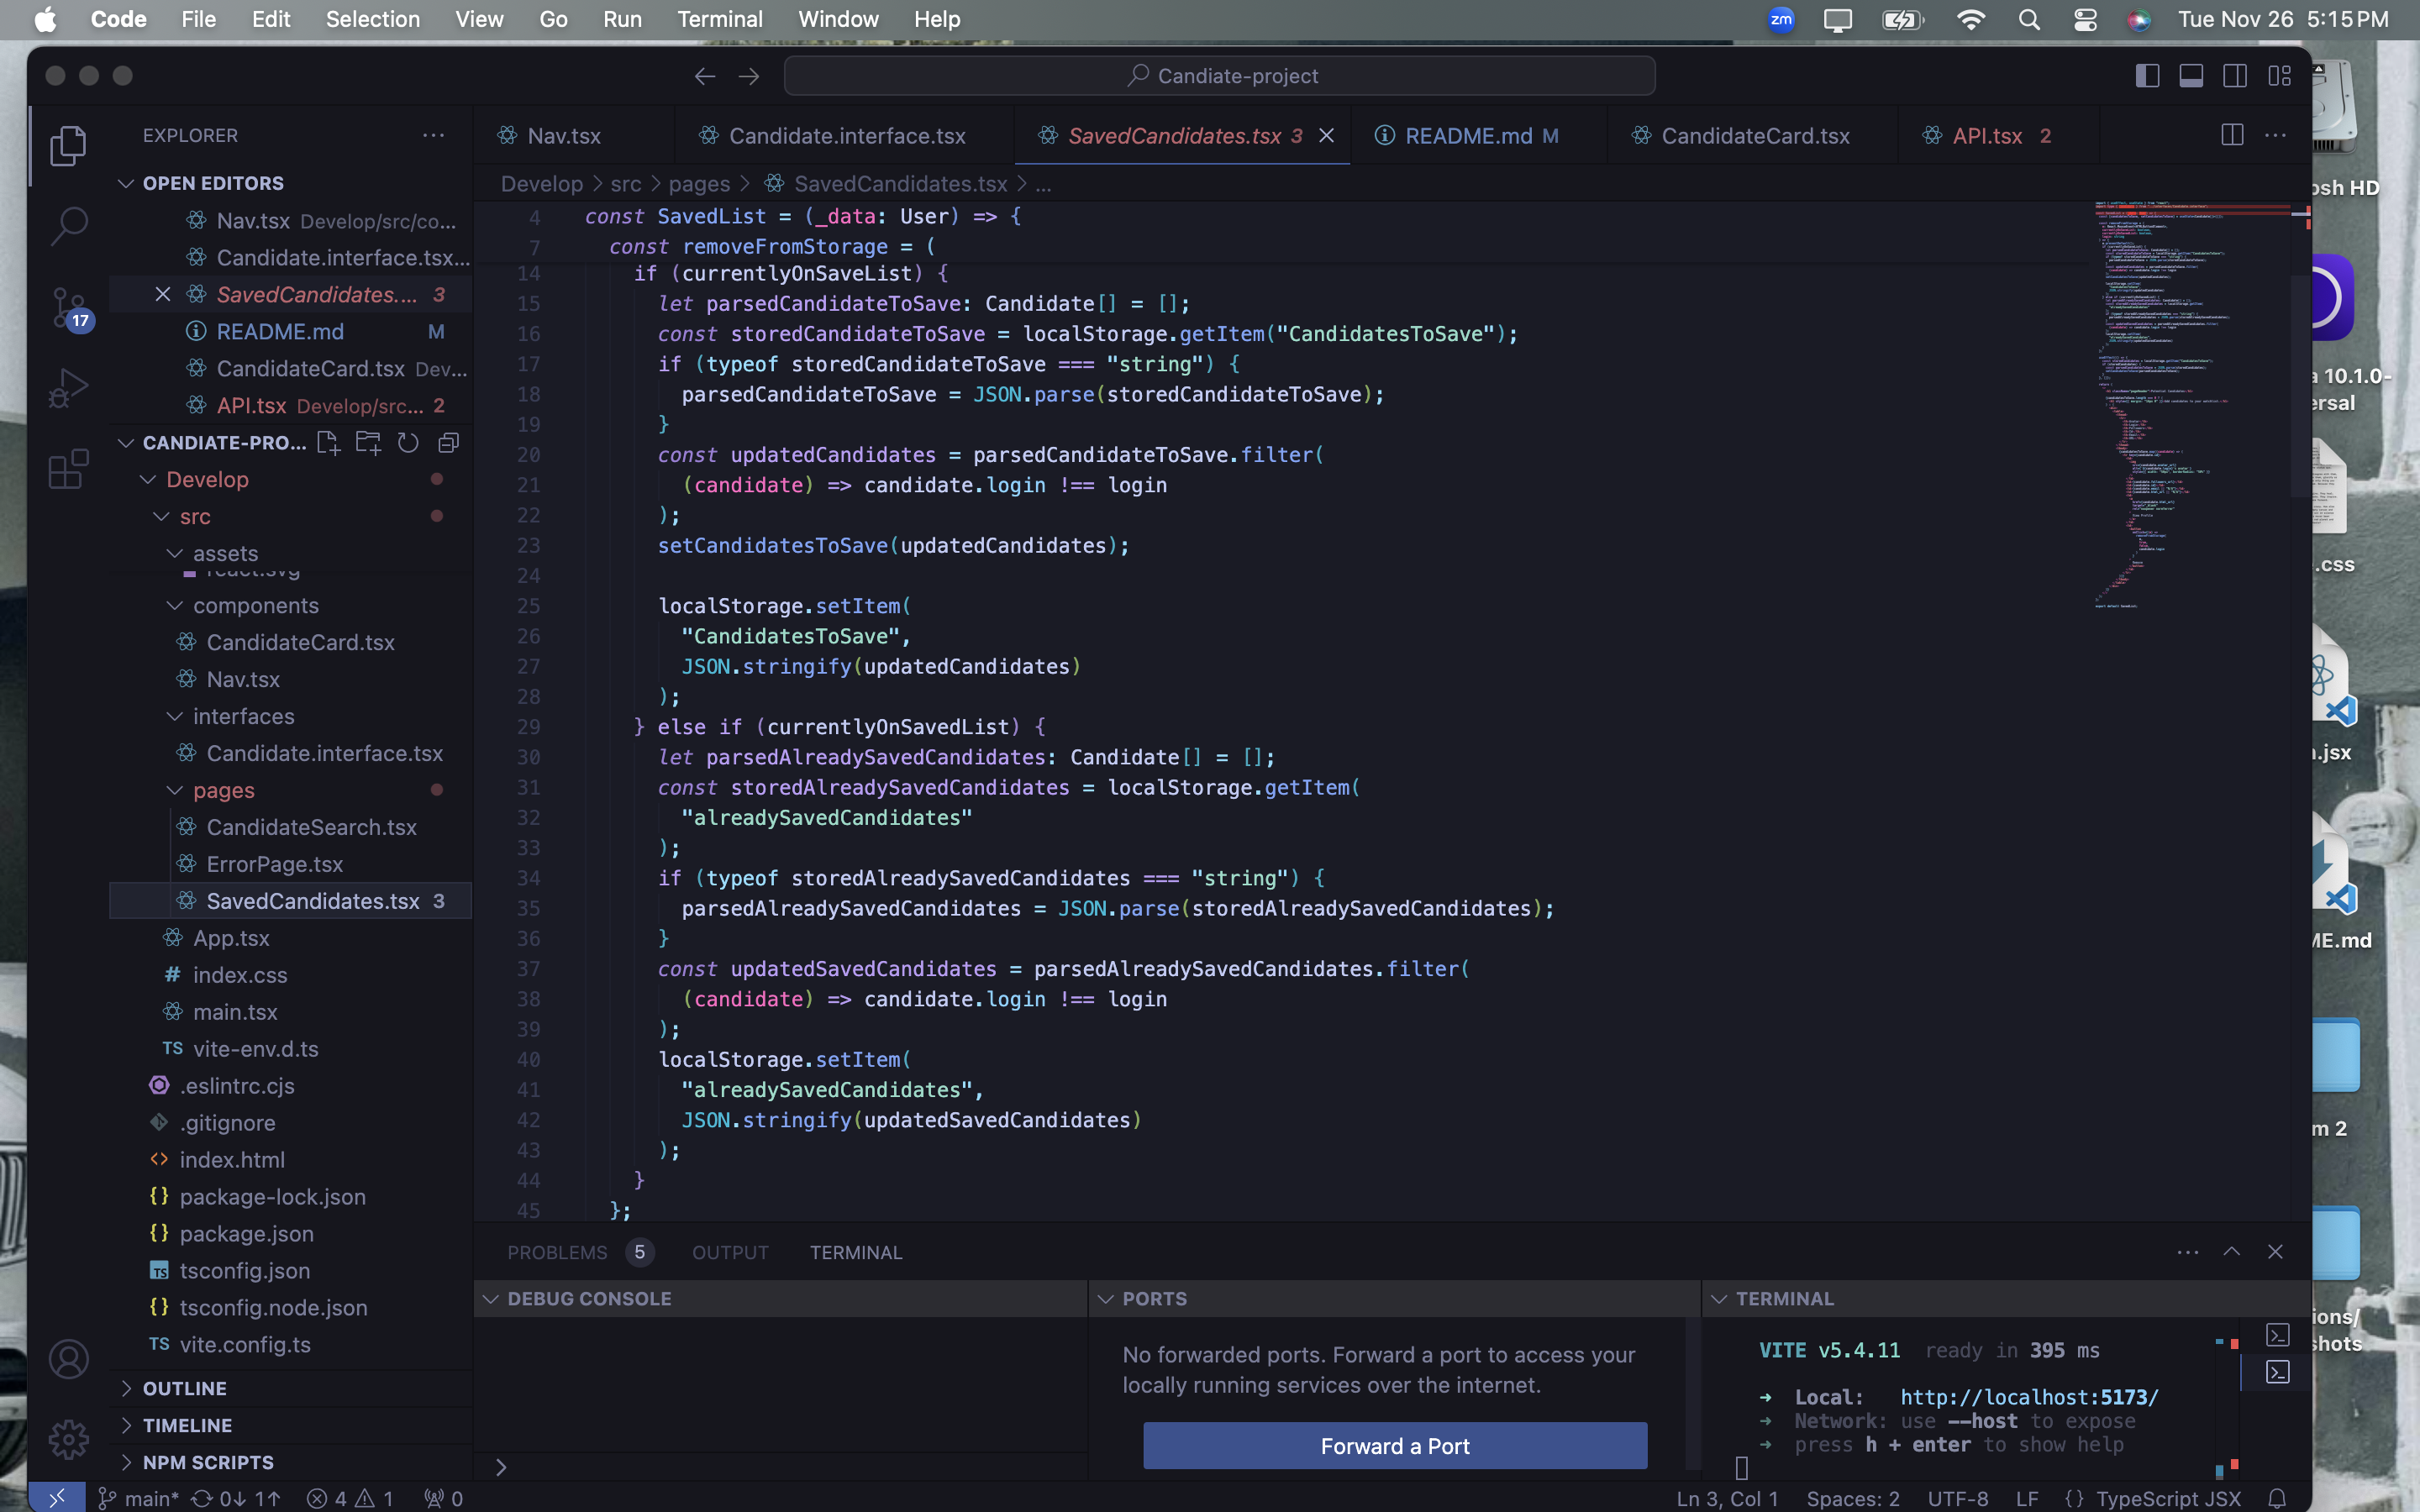 Code File Edit Selection View Go Run Terminal Window Help zm Tue Nov 26 5:15 PM
Candiate-project
EXPLORER
OPEN EDITORS
Nav.tsx Develop/src/co...
Candidate.interface.tsx...
SavedCandidates.... 3
README.md M
CandidateCard.tsx Dev...
API.tsx Develop/src... 2
CANDIATE-PRO...
Develop
src
assets
react.svg
components
CandidateCard.tsx
Nav.tsx
interfaces
Candidate.interface.tsx
pages
CandidateSearch.tsx
ErrorPage.tsx
SavedCandidates.tsx 3
App.tsx
# index.css
main.tsx
TS vite-env.d.ts
.eslintrc.cjs
.gitignore
<> index.html
{} package-lock.json
{} package.json
TS tsconfig.json
{} tsconfig.node.json
TS vite.config.ts
OUTLINE
TIMELINE
NPM SCRIPTS
17
Nav.tsx Candidate.interface.tsx SavedCandidates.tsx 3 README.md M CandidateCard.tsx API.tsx 2
Develop > src > pages > SavedCandidates.tsx > ...
4 const SavedList = (_data: User) => {
7 const removeFromStorage = (
14 if (currentlyOnSaveList) {
15 let parsedCandidateToSave: Candidate[] = [];
16 const storedCandidateToSave = localStorage.getItem("CandidatesToSave");
17 if (typeof storedCandidateToSave === "string") {
18 parsedCandidateToSave = JSON.parse(storedCandidateToSave);
19 }
20 const updatedCandidates = parsedCandidateToSave.filter(
21 (candidate) => candidate.login !== login
22 );
23 setCandidatesToSave(updatedCandidates);
24
25 localStorage.setItem(
26 "CandidatesToSave",
27 JSON.stringify(updatedCandidates)
28 );
29 } else if (currentlyOnSavedList) {
30 let parsedAlreadySavedCandidates: Candidate[] = [];
31 const storedAlreadySavedCandidates = localStorage.getItem(
32 "alreadySavedCandidates"
33 );
34 if (typeof storedAlreadySavedCandidates === "string") {
35 parsedAlreadySavedCandidates = JSON.parse(storedAlreadySavedCandidates);
36 }
37 const updatedSavedCandidates = parsedAlreadySavedCandidates.filter(
38 (candidate) => candidate.login !== login
39 );
40 localStorage.setItem(
41 "alreadySavedCandidates",
42 JSON.stringify(updatedSavedCandidates)
43 );
44 }
45 };
PROBLEMS 5 OUTPUT TERMINAL
DEBUG CONSOLE
PORTS
No forwarded ports. Forward a port to access your
locally running services over the internet.
Forward a Port
TERMINAL
VITE v5.4.11 ready in 395 ms
➜ Local: http://localhost:5173/
➜ Network: use --host to expose
➜ press h + enter to show help
main* 0↓ 1↑ 4 1 0
Ln 3, Col 1 Spaces: 2 UTF-8 LF {} TypeScript JSX
osh HD
a 10.1.0-
ersal
.css
.jsx
ME.md
m 2
ions/
shots